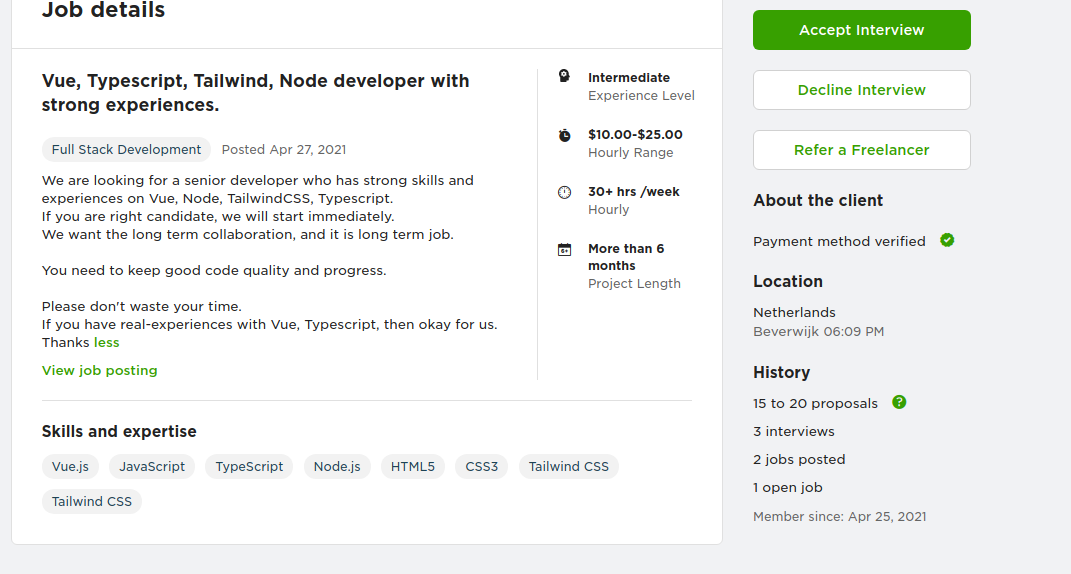 Job details
Vue, Typescript, Tailwind, Node developer with
strong experiences.
Full Stack Development Posted Apr 27, 2021
We are looking for a senior developer who has strong skills and
experiences on Vue, Node, TailwindCSS, Typescript.
If you are right candidate, we will start immediately.
We want the long term collaboration, and it is long term job.
You need to keep good code quality and progress.
Please don't waste your time.
If you have real-experiences with Vue, Typescript, then okay for us.
Thanks less
View job posting
Intermediate
Experience Level
$10.00-$25.00
Hourly Range
30+ hrs /week
Hourly
6+
More than 6
months
Project Length
Skills and expertise
Vue.js JavaScript TypeScript Node.js HTML5 CSS3 Tailwind CSS
Tailwind CSS
Accept Interview
Decline Interview
Refer a Freelancer
About the client
Payment method verified
Location
Netherlands
Beverwijk 06:09 PM
History
15 to 20 proposals ?
3 interviews
2 jobs posted
1 open job
Member since: Apr 25, 2021